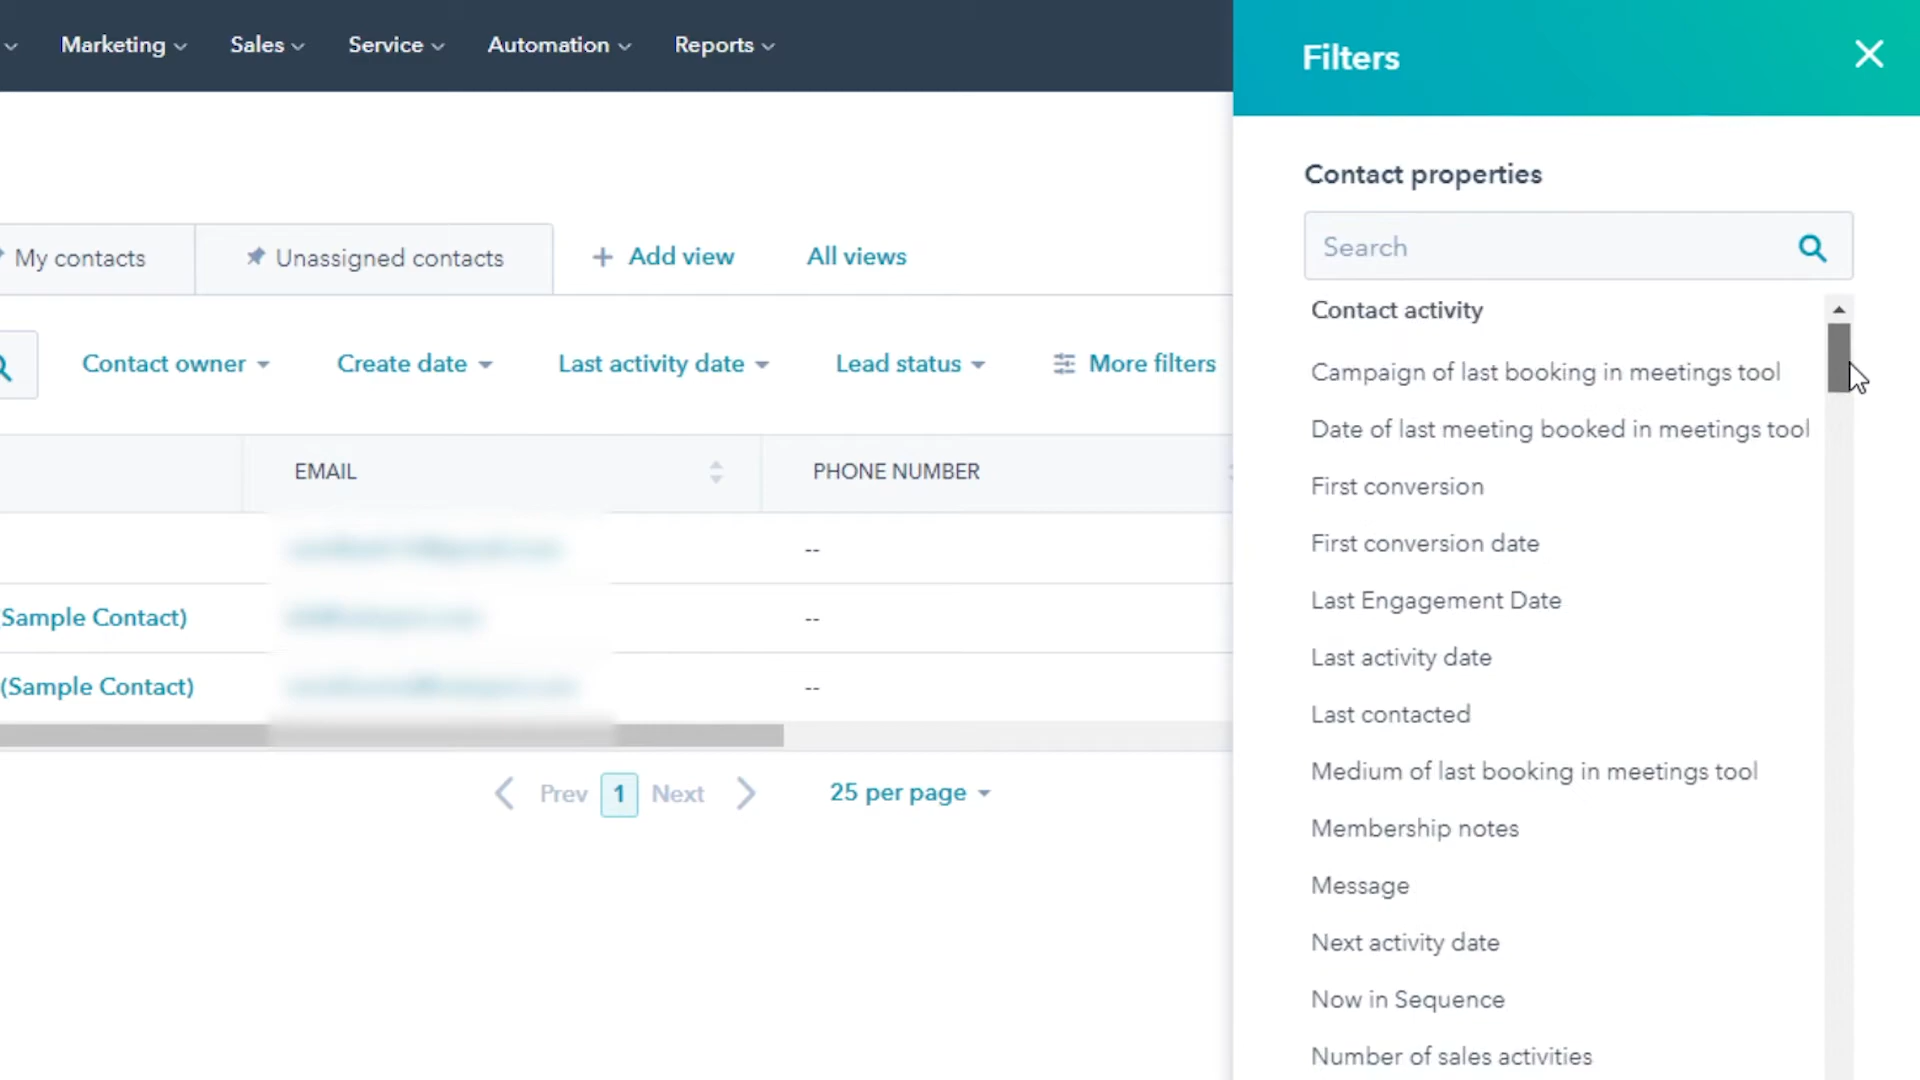 Marketing Sales Service Automation Reports
My contacts Unassigned contacts + Add view All views
Contact owner Create date Last activity date Lead status More filters
EMAIL PHONE NUMBER
--
(Sample Contact) --
(Sample Contact) --
Prev 1 Next 25 per page
Filters
Contact properties
Search
Contact activity
Campaign of last booking in meetings tool
Date of last meeting booked in meetings tool
First conversion
First conversion date
Last Engagement Date
Last activity date
Last contacted
Medium of last booking in meetings tool
Membership notes
Message
Next activity date
Now in Sequence
Number of sales activities